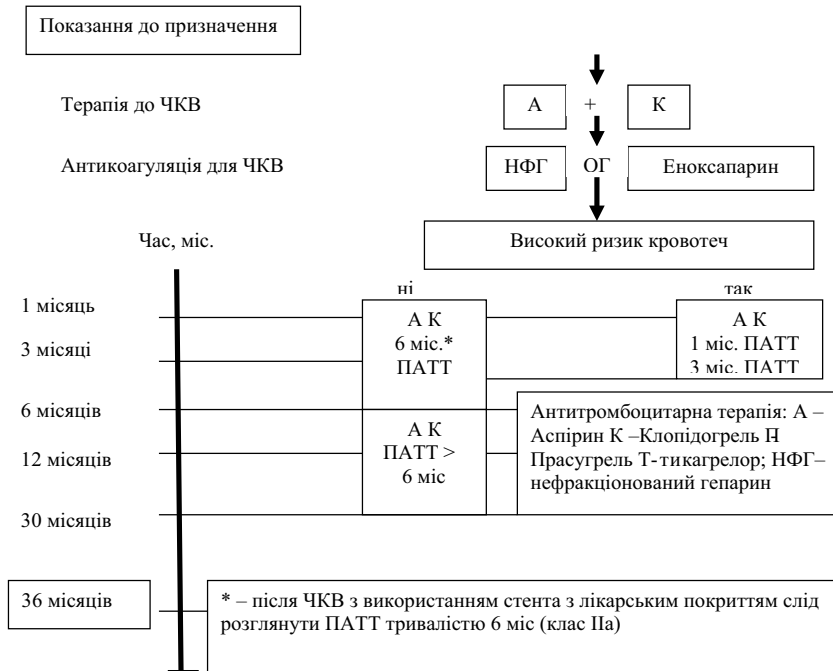 Показання до призначення
Терапія до ЧКВ
А + К
Антикоагуляція для ЧКВ
НФГ ОГ Еноксапарин
Час, міс.
Високий ризик кровотеч
ні
так
1 місяць
3 місяці
6 місяців
12 місяців
30 місяців
36 місяців
А К
6 міс.*
ПАТТ
А К
1 міс. ПАТТ
3 міс. ПАТТ
А К
ПАТТ >
6 міс
Антитромбоцитарна терапія: А –
Аспірин К –Клопідогрель П
Прасугрель Т-тикагрелор; НФГ–
нефракціонований гепарин
* – після ЧКВ з використанням стента з лікарським покриттям слід
розглянути ПАТТ тривалістю 6 міс (клас IIа)